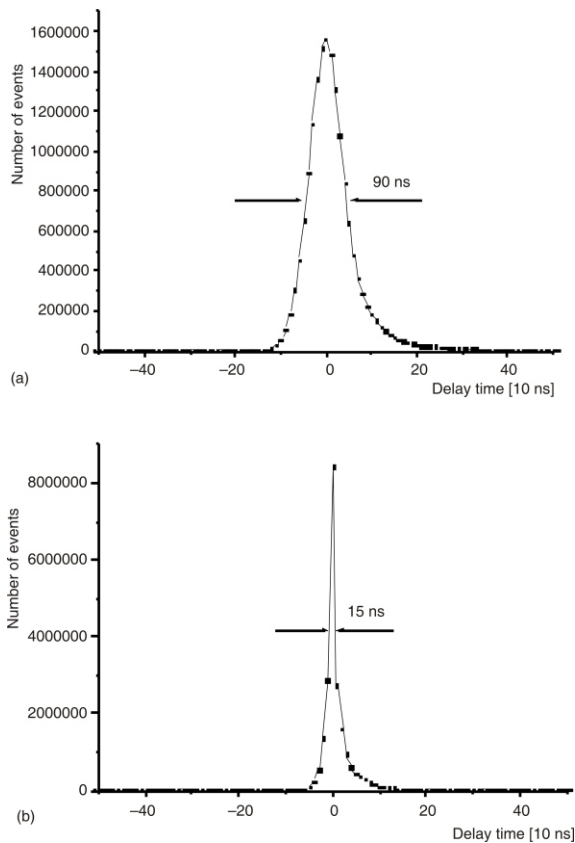 1600000
1400000
1200000
1000000
800000
600000
400000
200000
0
Number of events
90 ns
–40 –20 0 20 40
Delay time [10 ns]
(a)
8000000
6000000
4000000
2000000
0
Number of events
15 ns
–40 –20 0 20 40
Delay time [10 ns]
(b)